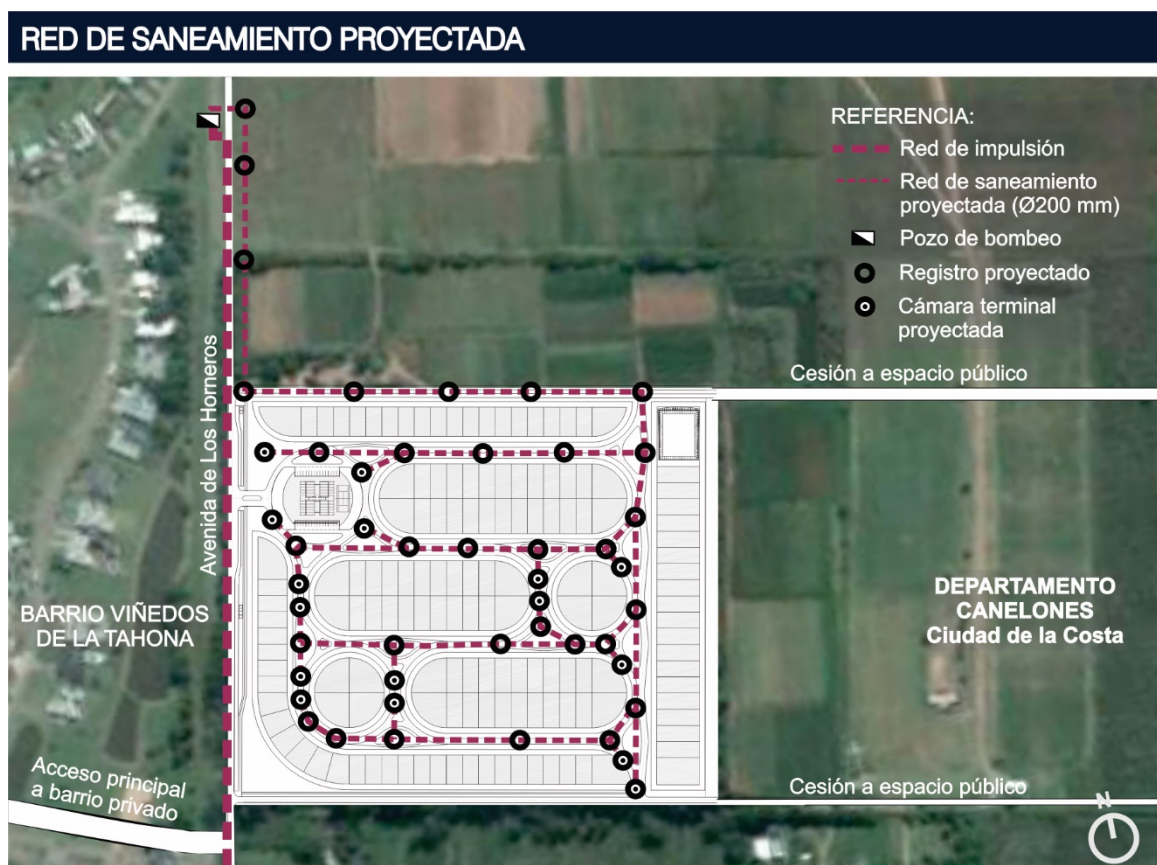 RED DE SANEAMIENTO PROYECTADA
REFERENCIA:
Red de impulsión
Red de saneamiento
proyectada (Ø200 mm)
Pozo de bombeo
Registro proyectado
Cámara terminal
proyectada
Avenida de Los Horneros
Cesión a espacio público
BARRIO VIÑEDOS
DE LA TAHONA
DEPARTAMENTO
CANELONES
Ciudad de la Costa
Acceso principal
a barrio privado
Cesión a espacio público
N